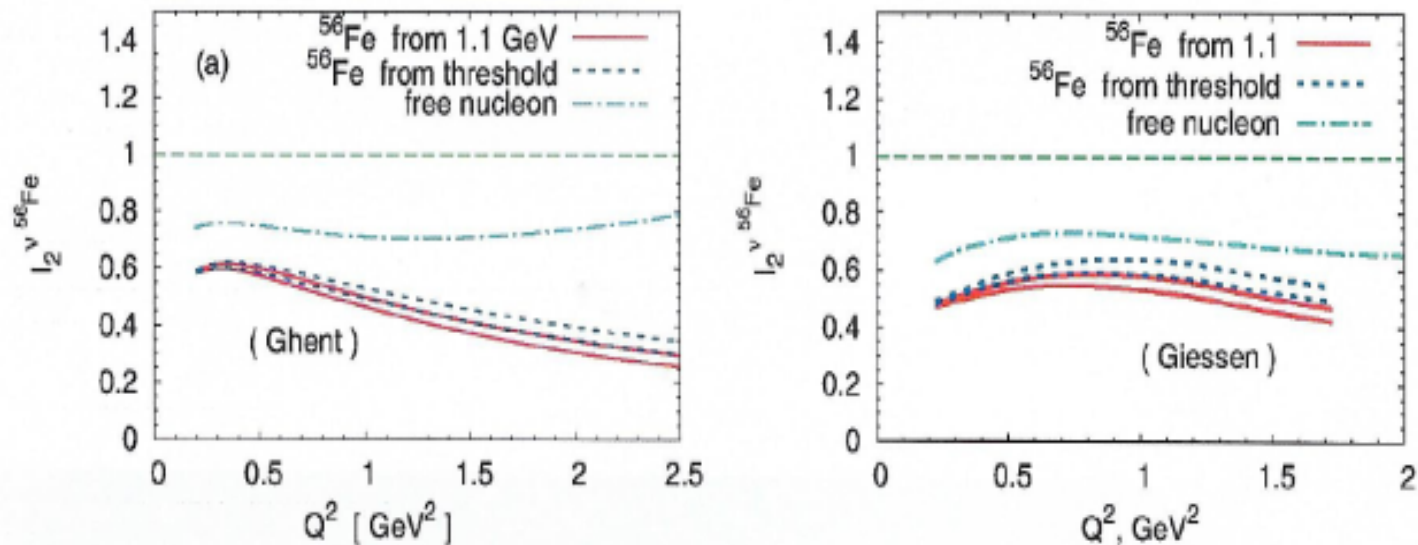 ⁵⁶Fe from 1.1 GeV
(a)
⁵⁶Fe from threshold
free nucleon
I₂^ν ⁵⁶Fe
1.4
1.2
1
0.8
0.6
0.4
0.2
0
( Ghent )
0 0.5 1 1.5 2 2.5
Q² [ GeV² ]
⁵⁶Fe from 1.1
⁵⁶Fe from threshold
free nucleon
I₂^ν ⁵⁶Fe
1.4
1.2
1
0.8
0.6
0.4
0.2
0
( Giessen )
0 0.5 1 1.5 2
Q², GeV²